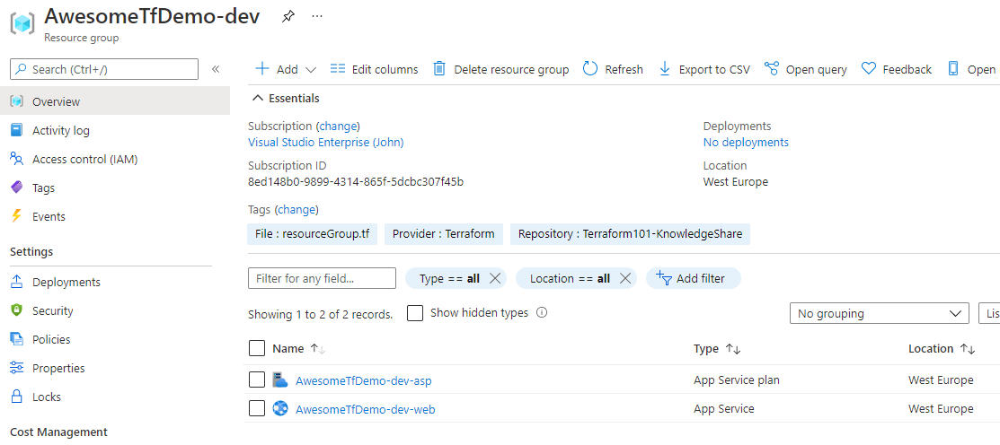 AwesomeTfDemo-dev
Resource group
Search (Ctrl+/)
Overview
Activity log
Access control (IAM)
Tags
Events
Settings
Deployments
Security
Policies
Properties
Locks
Cost Management
Add Edit columns Delete resource group Refresh Export to CSV Open query Feedback Open
Essentials
Subscription (change)
Visual Studio Enterprise (John)
Subscription ID
8ed148b0-9899-4314-865f-5dcbc307f45b
Deployments
No deployments
Location
West Europe
Tags (change)
File : resourceGroup.tf Provider : Terraform Repository : Terraform101-KnowledgeShare
Filter for any field... Type == all Location == all Add filter
Showing 1 to 2 of 2 records. Show hidden types No grouping Lis
Name Type Location
AwesomeTfDemo-dev-asp App Service plan West Europe
AwesomeTfDemo-dev-web App Service West Europe